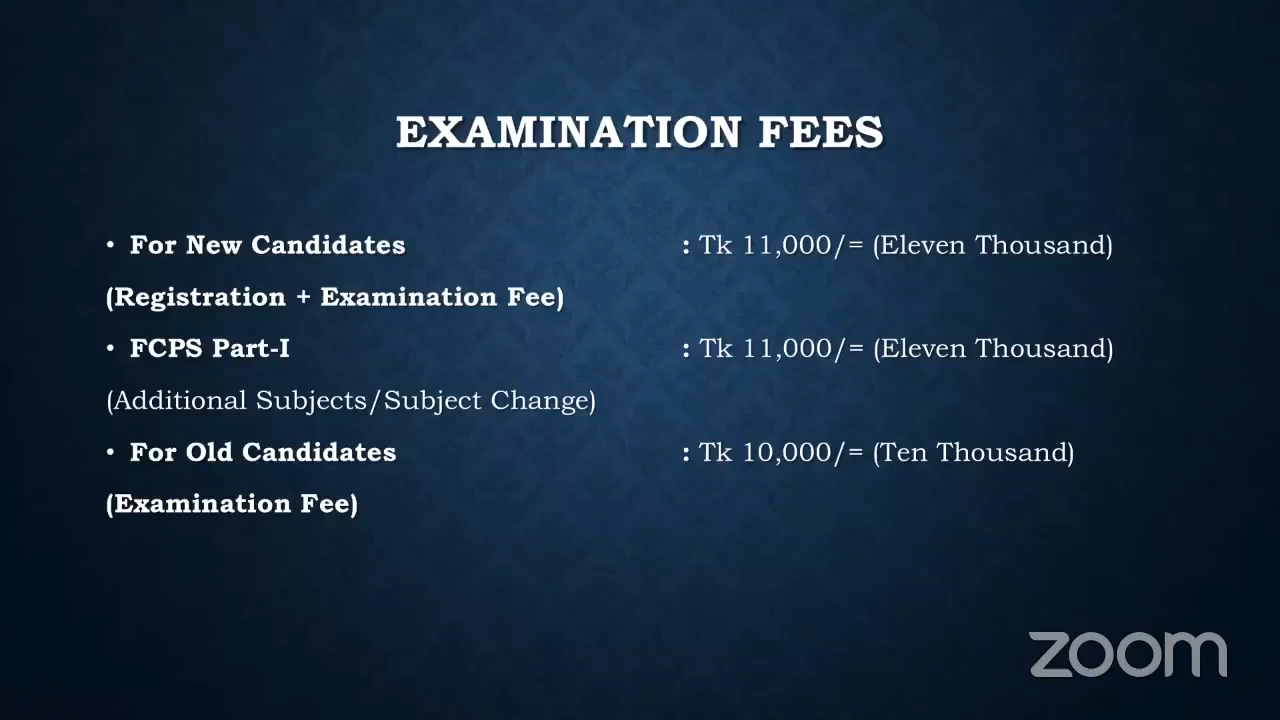 EXAMINATION FEES
• For New Candidates : Tk 11,000/= (Eleven Thousand)
(Registration + Examination Fee)
• FCPS Part-I : Tk 11,000/= (Eleven Thousand)
(Additional Subjects/Subject Change)
• For Old Candidates : Tk 10,000/= (Ten Thousand)
(Examination Fee)
zoom